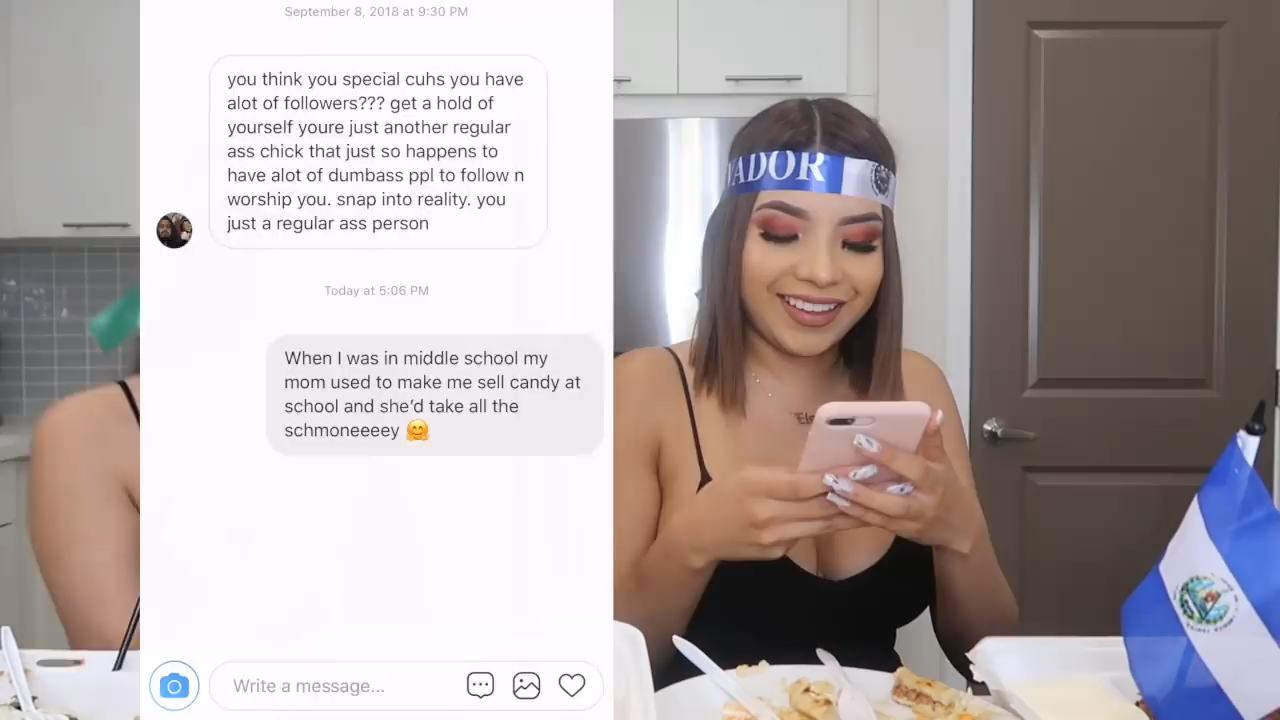 September 8, 2018 at 9:30 PM
you think you special cuhs you have
alot of followers??? get a hold of
yourself youre just another regular
ass chick that just so happens to
have alot of dumbass ppl to follow n
worship you. snap into reality. you
just a regular ass person
Today at 5:06 PM
When I was in middle school my
mom used to make me sell candy at
school and she’d take all the
schmoneeeey 🤗
Write a message...
VADOR